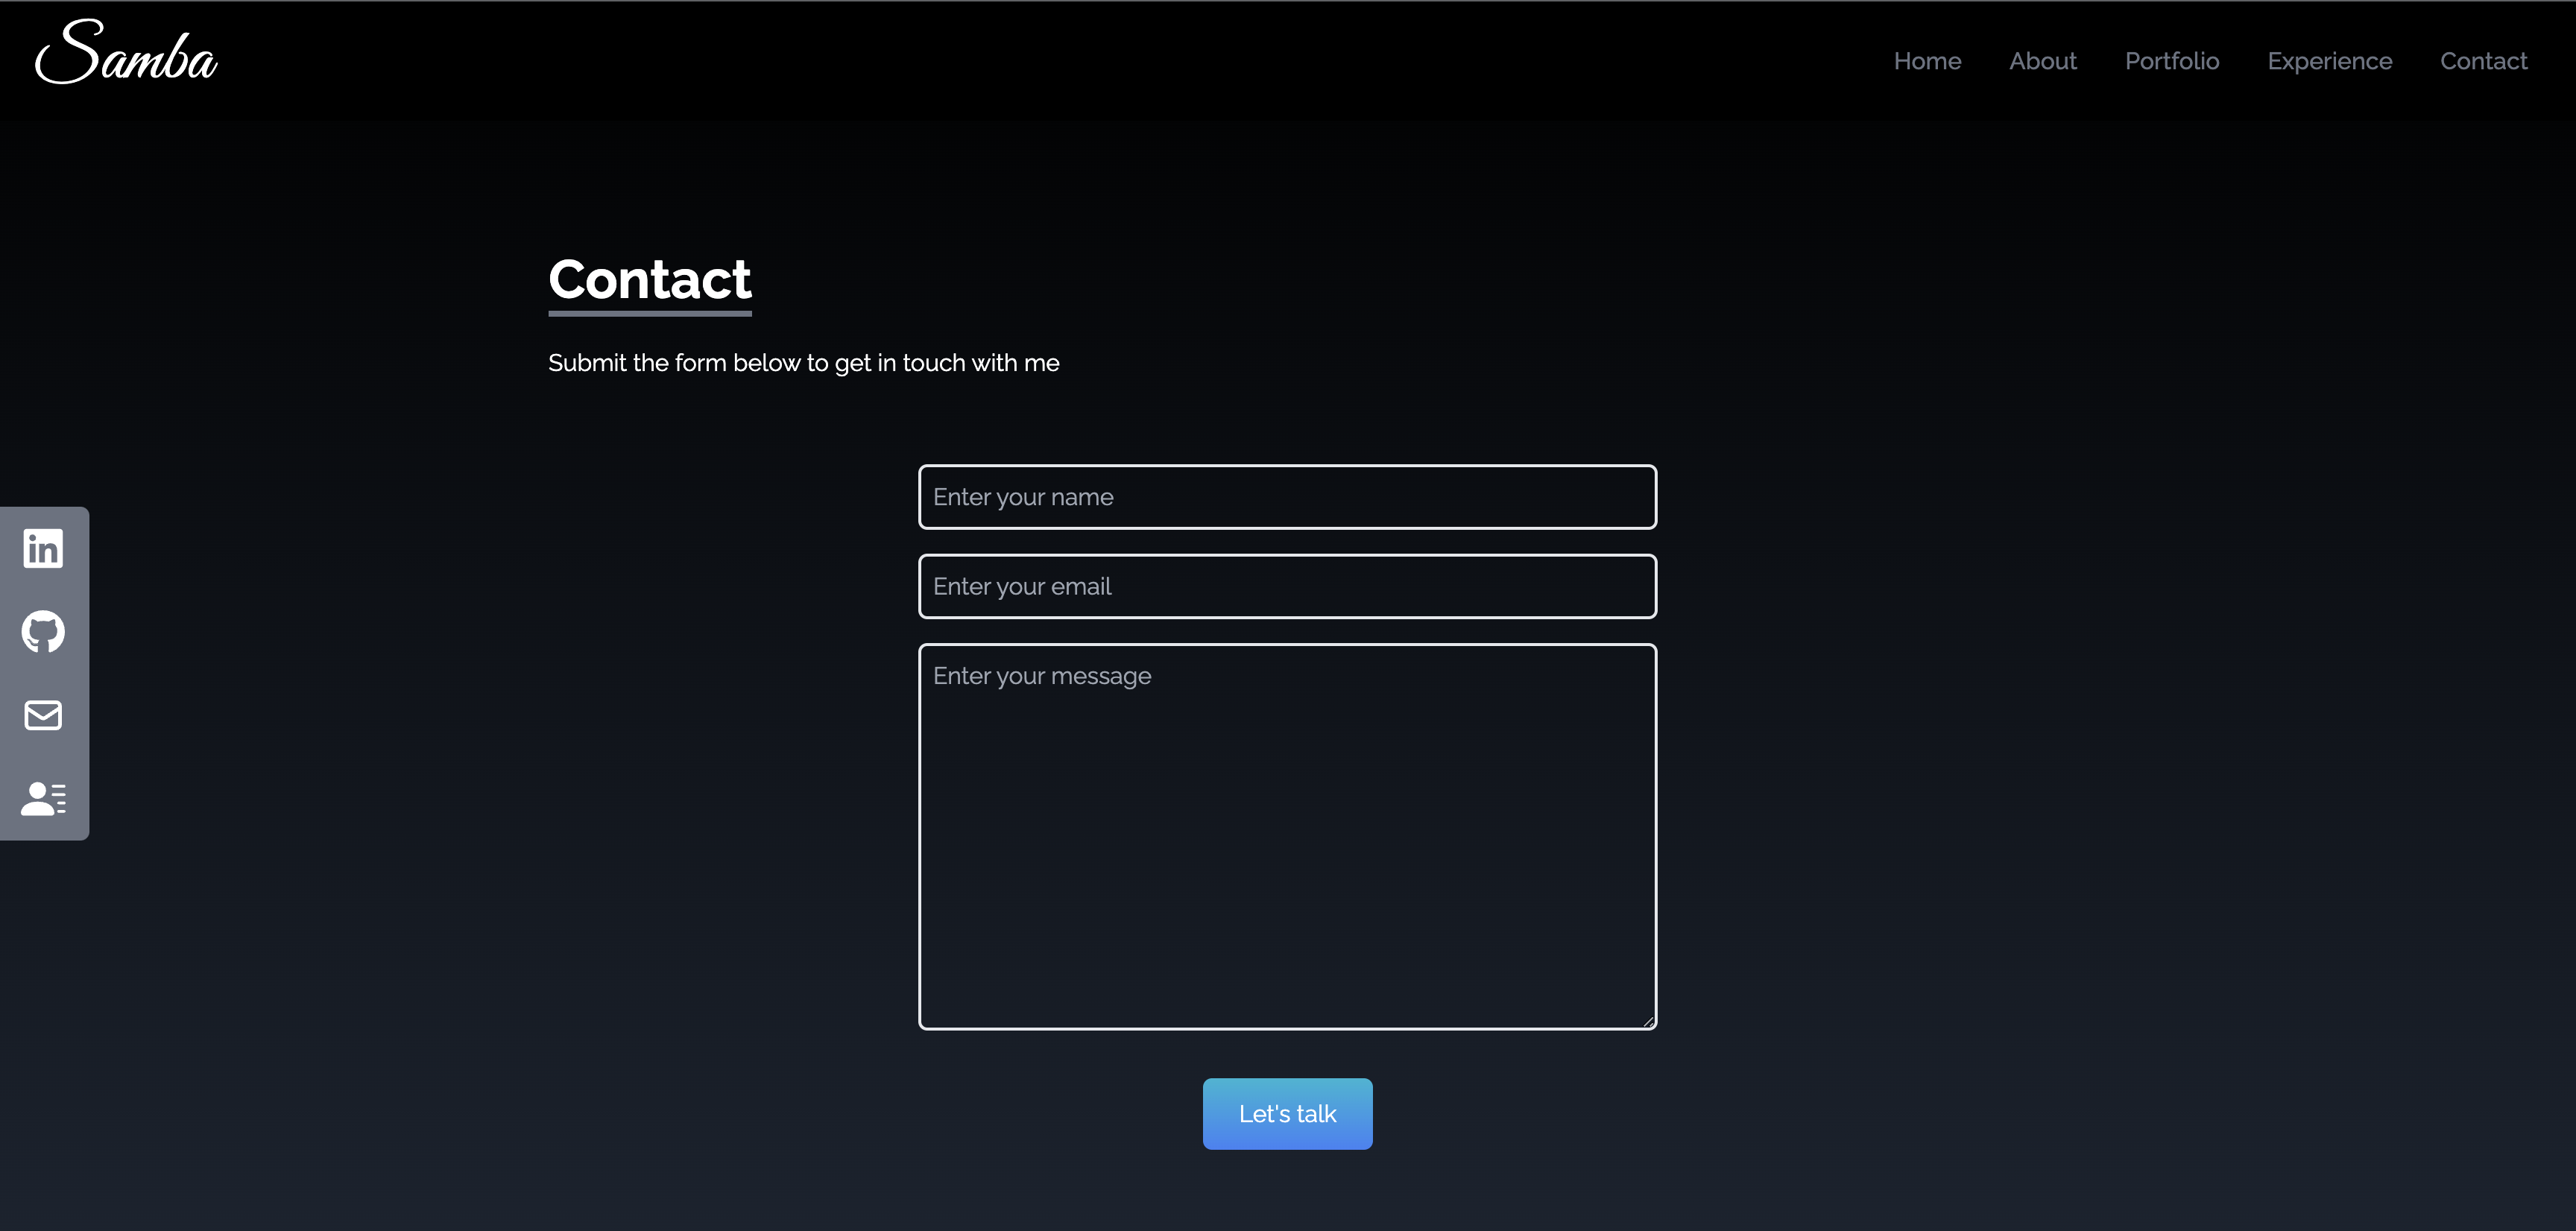 Samba
Home About Portfolio Experience Contact
Contact
Submit the form below to get in touch with me
Enter your name
Enter your email
Enter your message
Let's talk
in